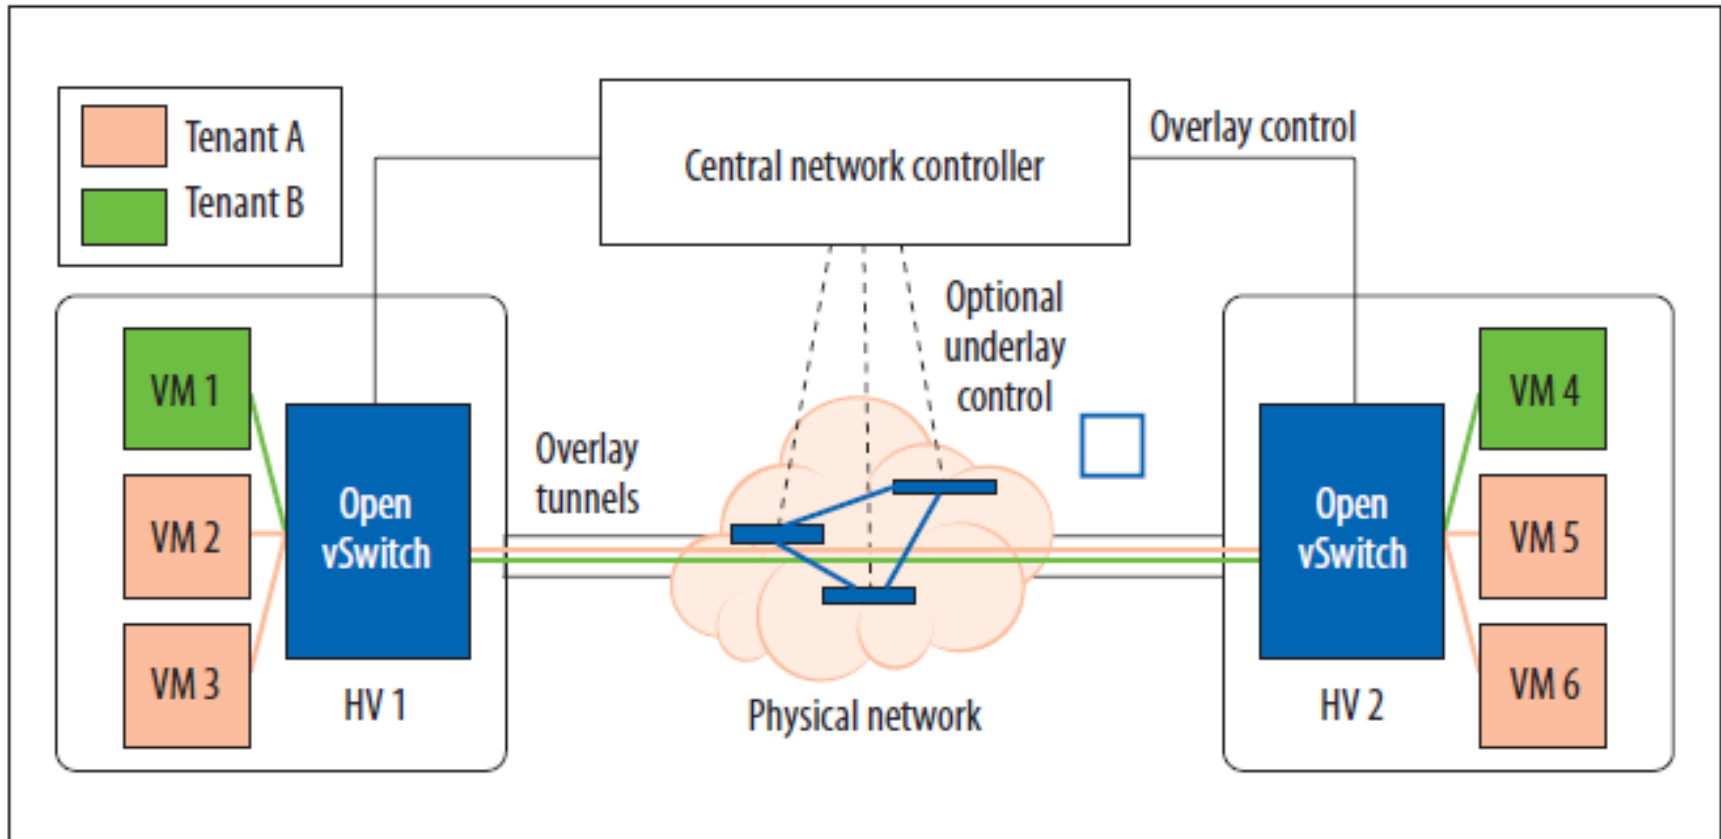 Tenant A
Tenant B
Central network controller
Overlay control
Optional
underlay
control
VM 1
VM 2
VM 3
Open
vSwitch
HV 1
Overlay
tunnels
Physical network
Open
vSwitch
HV 2
VM 4
VM 5
VM 6